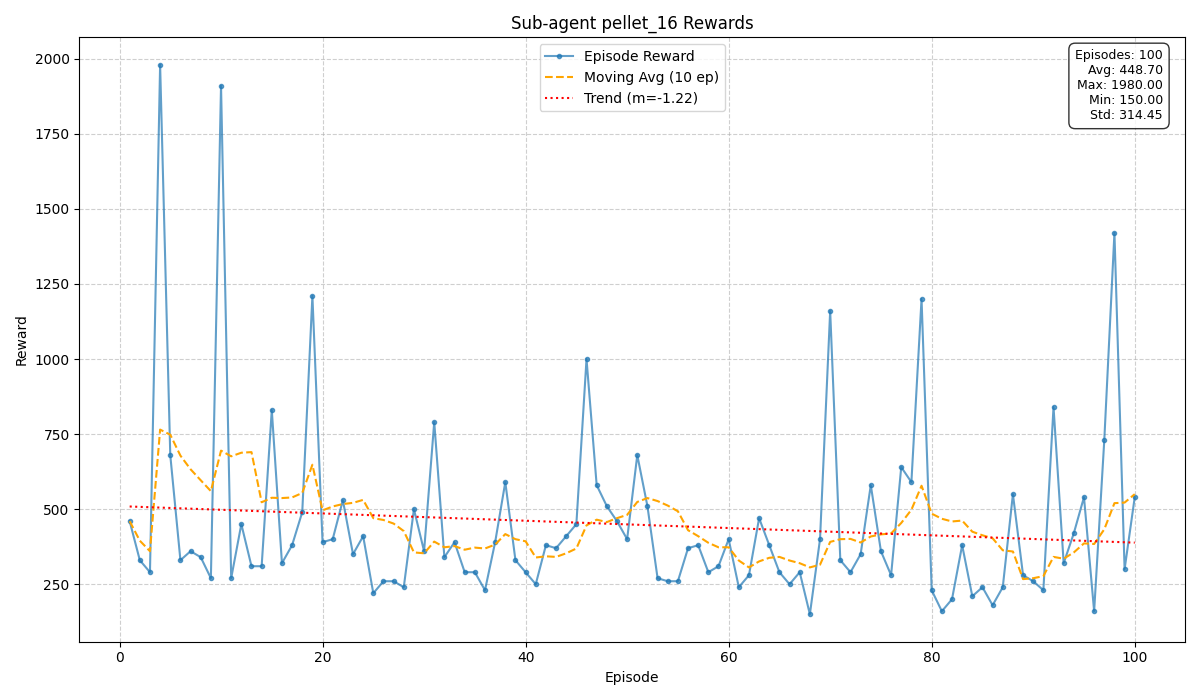 Sub-agent pellet_16 Rewards
Episode Reward
Moving Avg (10 ep)
Trend (m=-1.22)
Episodes: 100
Avg: 448.70
Max: 1980.00
Min: 150.00
Std: 314.45
2000
1750
1500
1250
1000
750
500
250
Reward
0 20 40 60 80 100
Episode